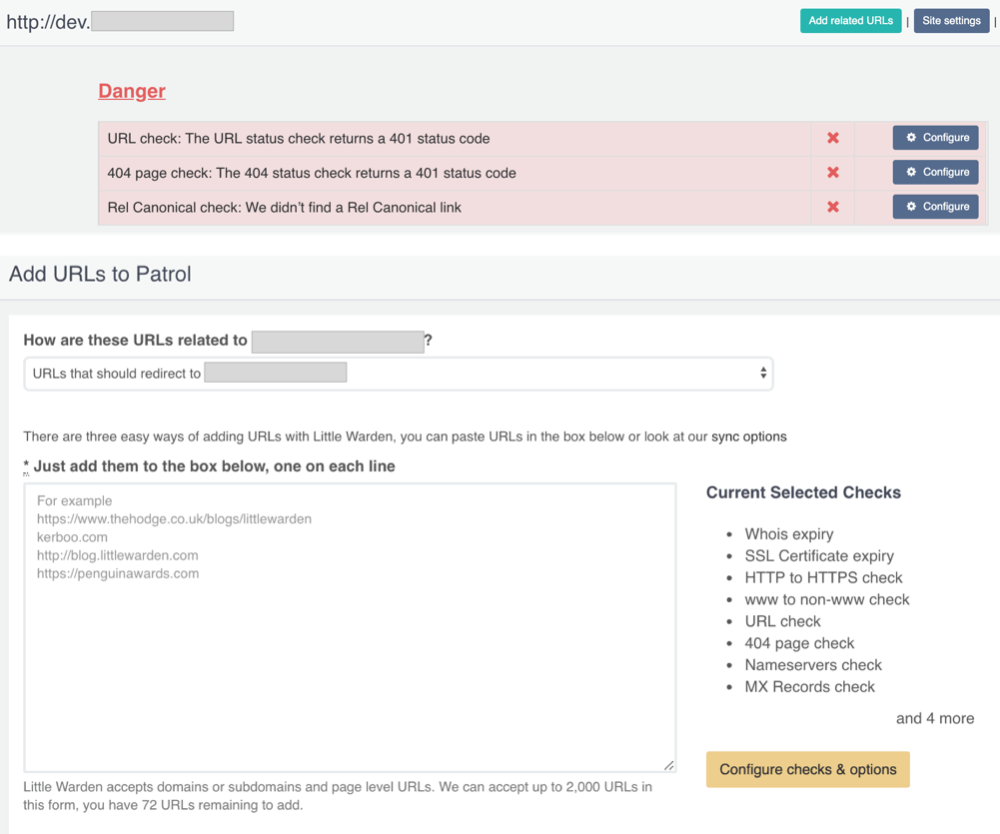 http://dev.
Add related URLs | Site settings |
Danger
URL check: The URL status check returns a 401 status code Configure
404 page check: The 404 status check returns a 401 status code Configure
Rel Canonical check: We didn’t find a Rel Canonical link Configure
Add URLs to Patrol
How are these URLs related to ?
URLs that should redirect to
There are three easy ways of adding URLs with Little Warden, you can paste URLs in the box below or look at our sync options
* Just add them to the box below, one on each line
For example
https://www.thehodge.co.uk/blogs/littlewarden
kerboo.com
http://blog.littlewarden.com
https://penguinawards.com
Little Warden accepts domains or subdomains and page level URLs. We can accept up to 2,000 URLs in
this form, you have 72 URLs remaining to add.
Current Selected Checks
• Whois expiry
• SSL Certificate expiry
• HTTP to HTTPS check
• www to non-www check
• URL check
• 404 page check
• Nameservers check
• MX Records check
and 4 more
Configure checks & options